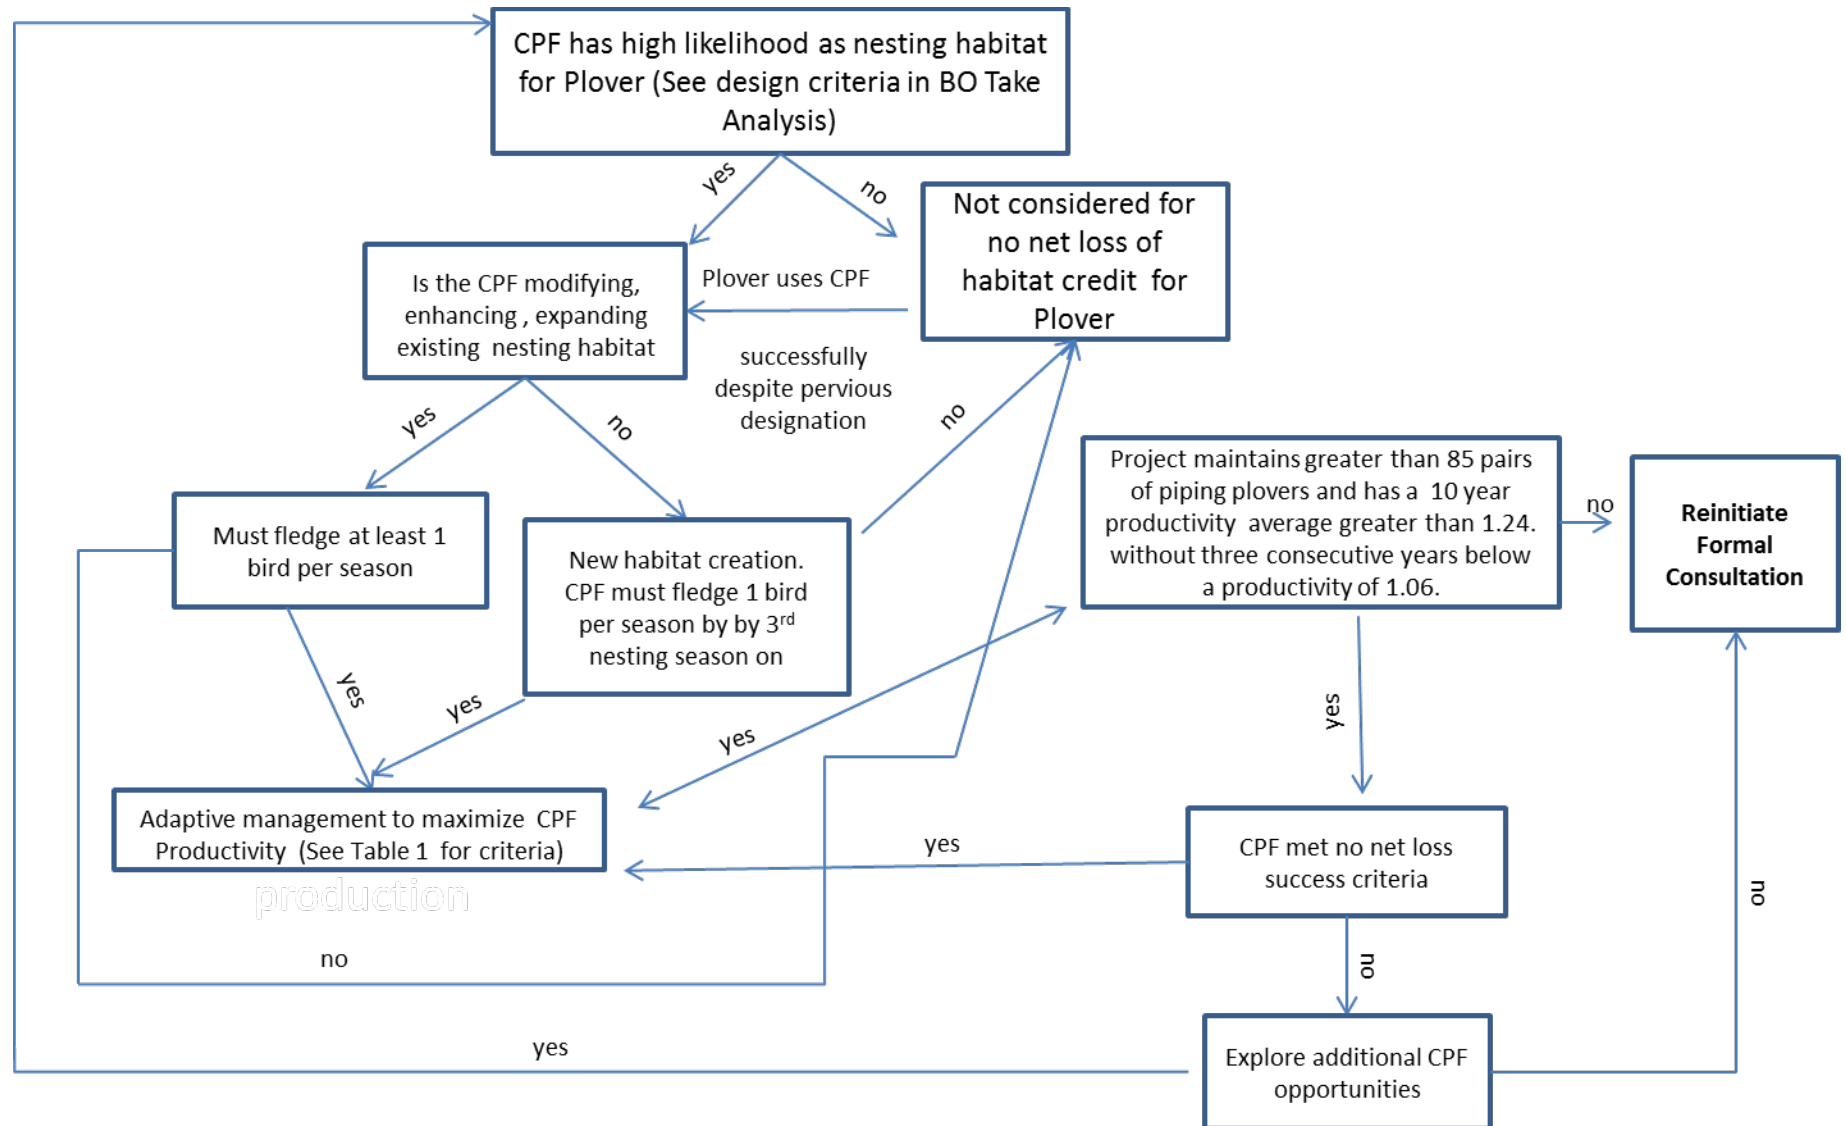 CPF has high likelihood as nesting habitat
for Plover (See design criteria in BO Take
Analysis)
yes
no
Not considered for
no net loss of
habitat credit  for
Plover
Is the CPF modifying,
enhancing , expanding
existing  nesting habitat
Plover uses CPF
successfully
despite pervious
designation
yes
no
no
Must fledge at least 1
bird per season
New habitat creation.
CPF must fledge 1 bird
per season by by 3rd
nesting season on
Project maintains greater than 85 pairs
of piping plovers and has a  10 year
productivity  average greater than 1.24.
without three consecutive years below
a productivity of 1.06.
no
Reinitiate
Formal
Consultation
yes
yes
yes
yes
Adaptive management to maximize  CPF
Productivity  (See Table 1  for criteria)
production
yes
CPF met no net loss
success criteria
no
no
no
yes
Explore additional CPF
opportunities